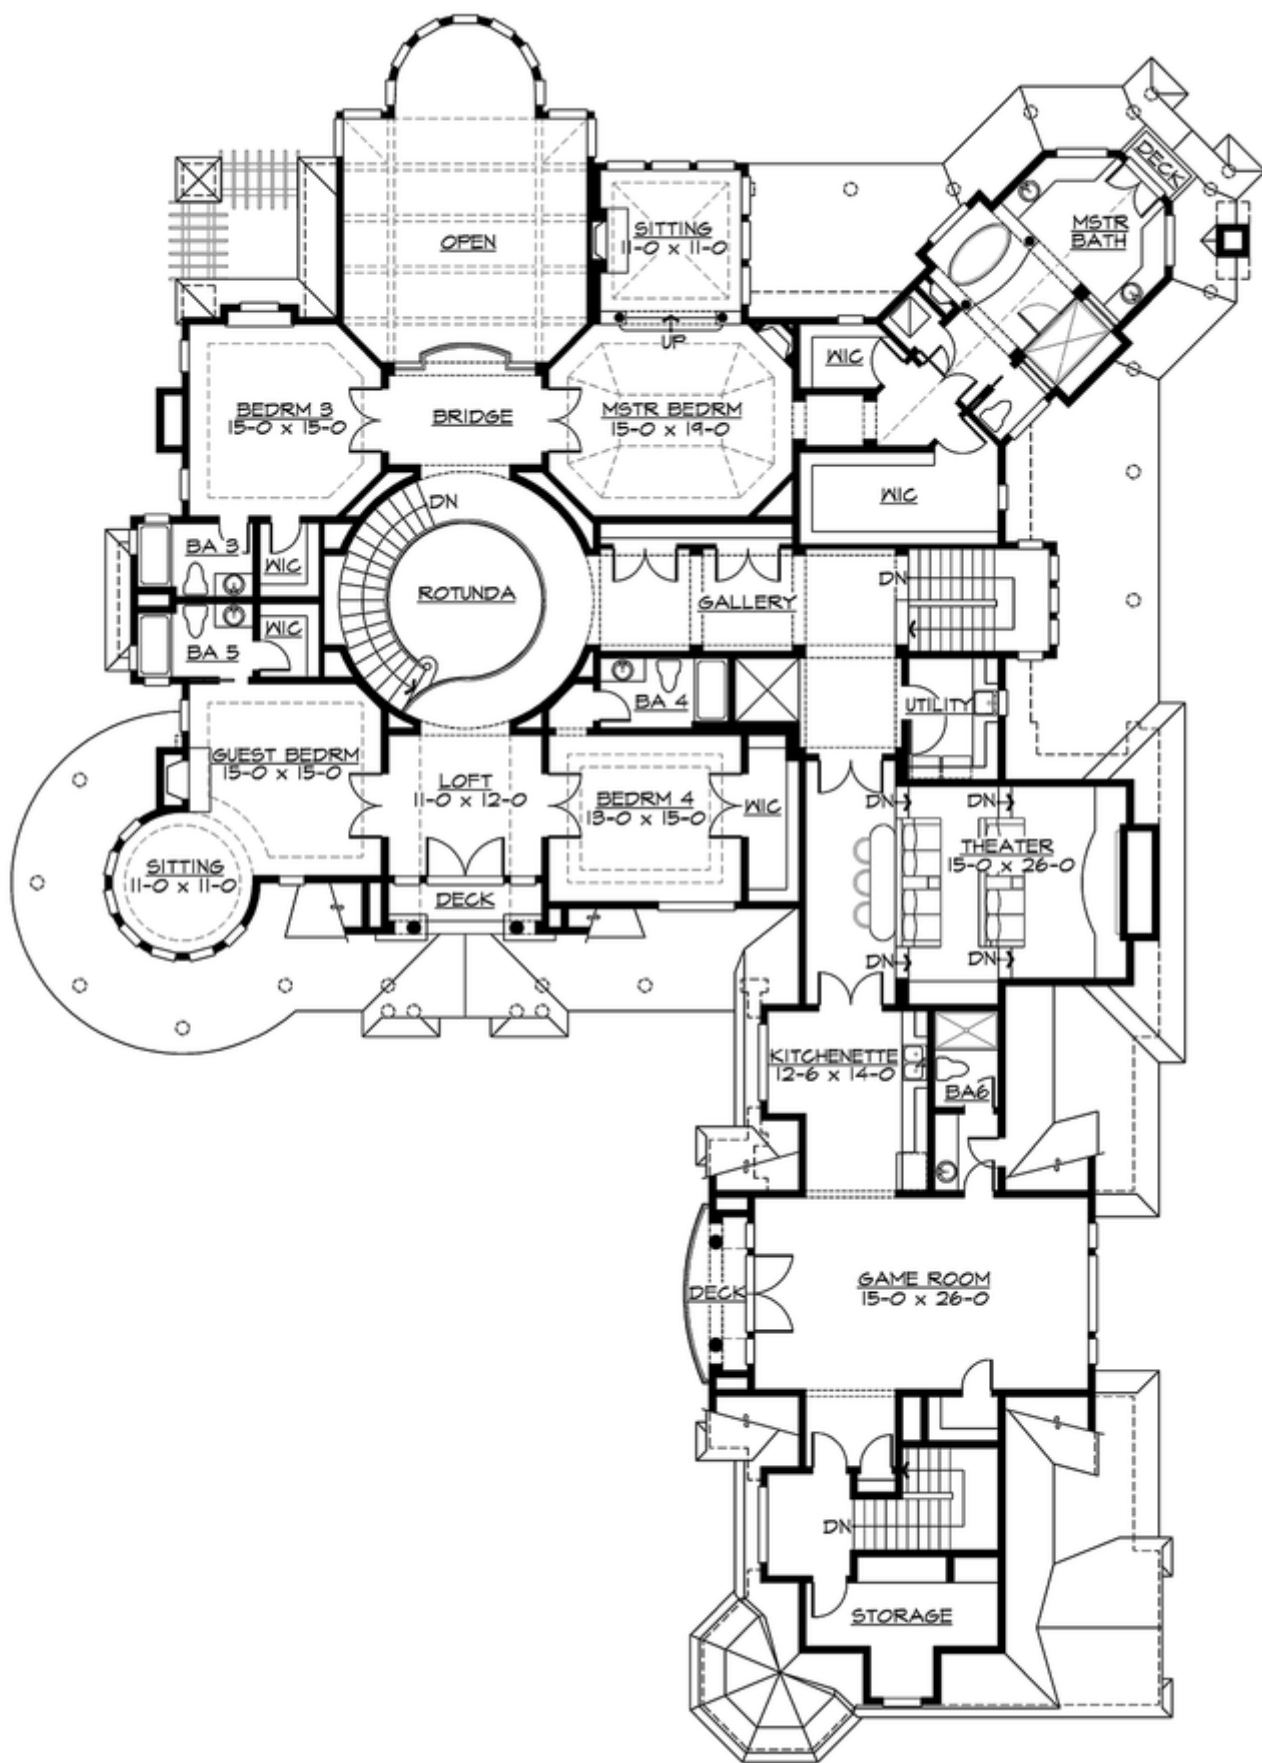 DECK
MSTR
BATH
OPEN
SITTING
11-0 x 11-0
UP
WIC
BEDRM 3
15-0 x 15-0
BRIDGE
MSTR BEDRM
15-0 x 19-0
DN
WIC
BA 3
WIC
ROTUNDA
GALLERY
DN
WIC
BA 5
BA 4
UTILITY
GUEST BEDRM
15-0 x 15-0
LOFT
11-0 x 12-0
BEDRM 4
13-0 x 15-0
WIC
DN
DN
THEATER
15-0 x 26-0
SITTING
11-0 x 11-0
DECK
DN
DN
KITCHENETTE
12-6 x 14-0
BA6
GAME ROOM
15-0 x 26-0
DECK
DN
STORAGE